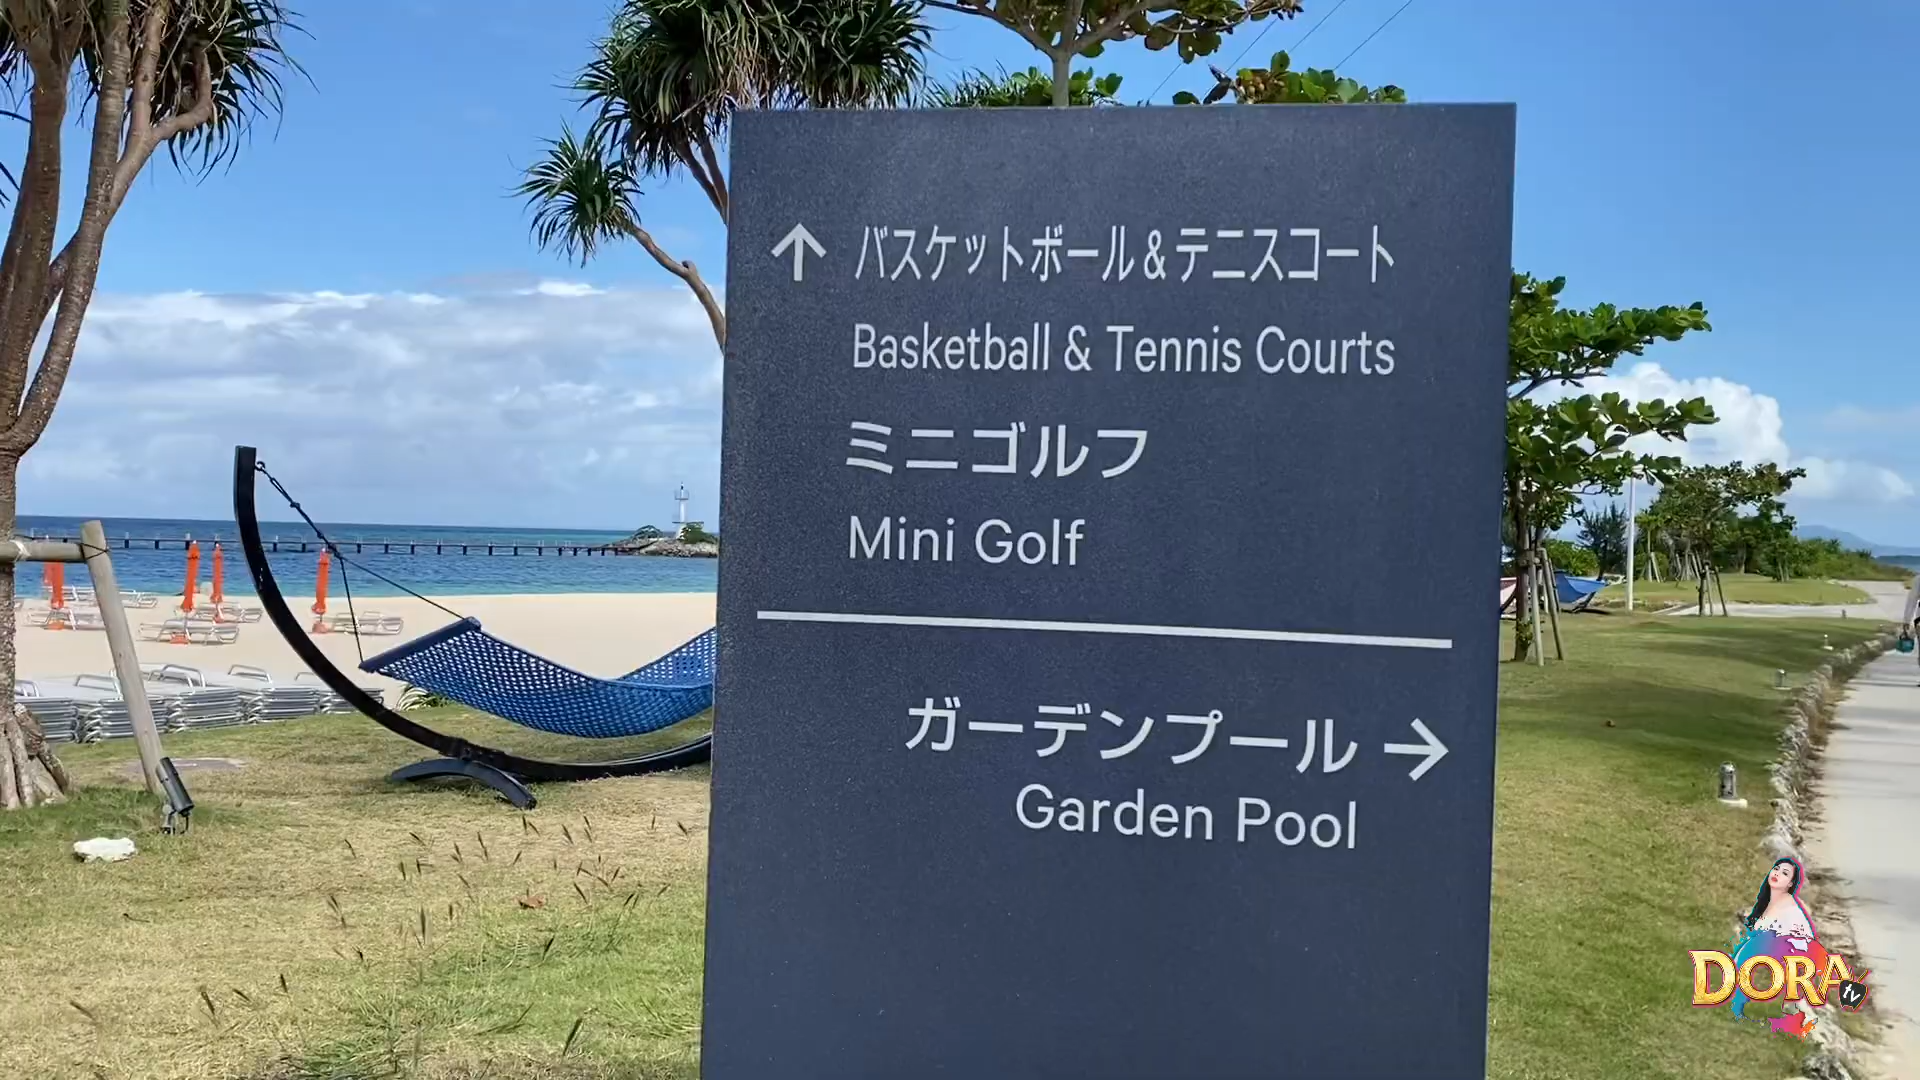 ↑ バスケットボール&テニスコート
Basketball & Tennis Courts
ミニゴルフ
Mini Golf
ガーデンプール →
Garden Pool
DORA tv